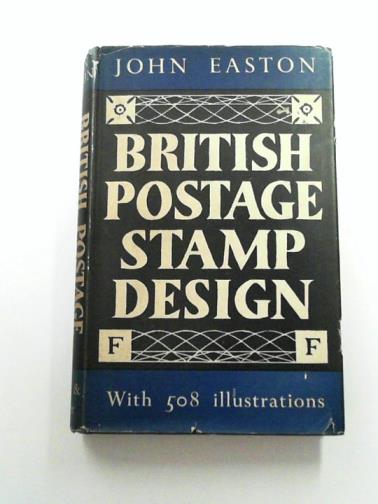 JOHN EASTON
BRITISH
POSTAGE
STAMP
DESIGN
F F
With 508 illustrations
BRITISH POSTAGE
&